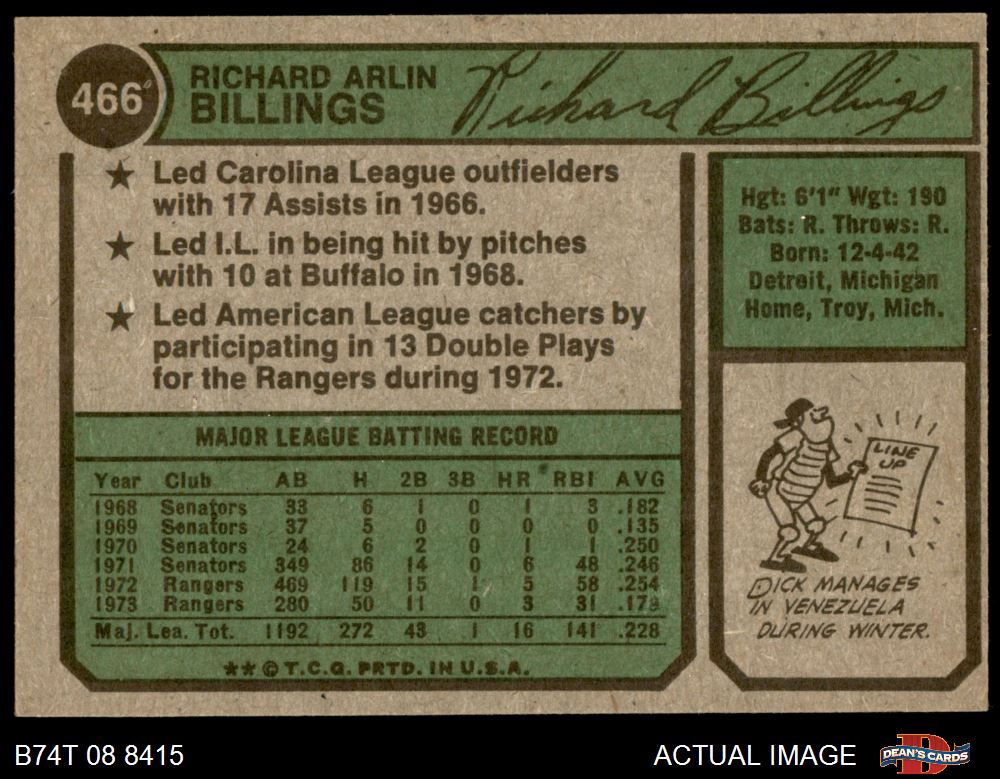 466
RICHARD ARLIN
BILLINGS
Richard Billings
★ Led Carolina League outfielders
with 17 Assists in 1966.
★ Led I.L. in being hit by pitches
with 10 at Buffalo in 1968.
★ Led American League catchers by
participating in 13 Double Plays
for the Rangers during 1972.
Hgt: 6'1" Wgt: 190
Bats: R. Throws: R.
Born: 12-4-42
Detroit, Michigan
Home, Troy, Mich.
MAJOR LEAGUE BATTING RECORD
Year Club AB H 2B 3B HR RBI AVG
1968 Senators 33 6 1 0 1 3 .182
1969 Senators 37 5 0 0 0 0 .135
1970 Senators 24 6 2 0 1 1 .250
1971 Senators 349 86 14 0 6 48 .246
1972 Rangers 469 119 15 1 5 58 .254
1973 Rangers 280 50 11 0 3 31 .179
Maj. Lea. Tot. 1192 272 43 1 16 141 .228
★★©T.C.G. PRTD. IN U.S.A.
LINE
UP
DICK MANAGES
IN VENEZUELA
DURING WINTER.
B74T 08 8415
ACTUAL IMAGE
DEAN'S CARDS